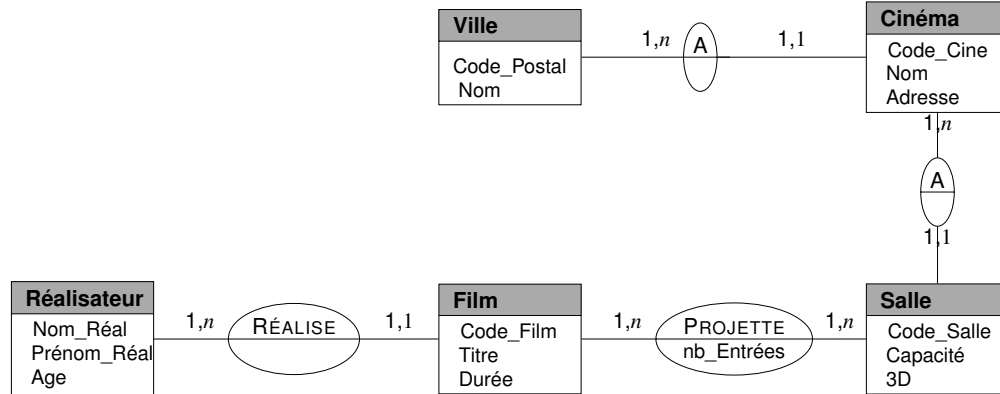 Ville
Code_Postal
Nom
1,n
A
1,1
Cinéma
Code_Cine
Nom
Adresse
1,n
A
1,1
Réalisateur
Nom_Réal
Prénom_Réal
Age
1,n
RÉALISE
1,1
Film
Code_Film
Titre
Durée
1,n
PROJETTE
nb_Entrées
1,n
Salle
Code_Salle
Capacité
3D